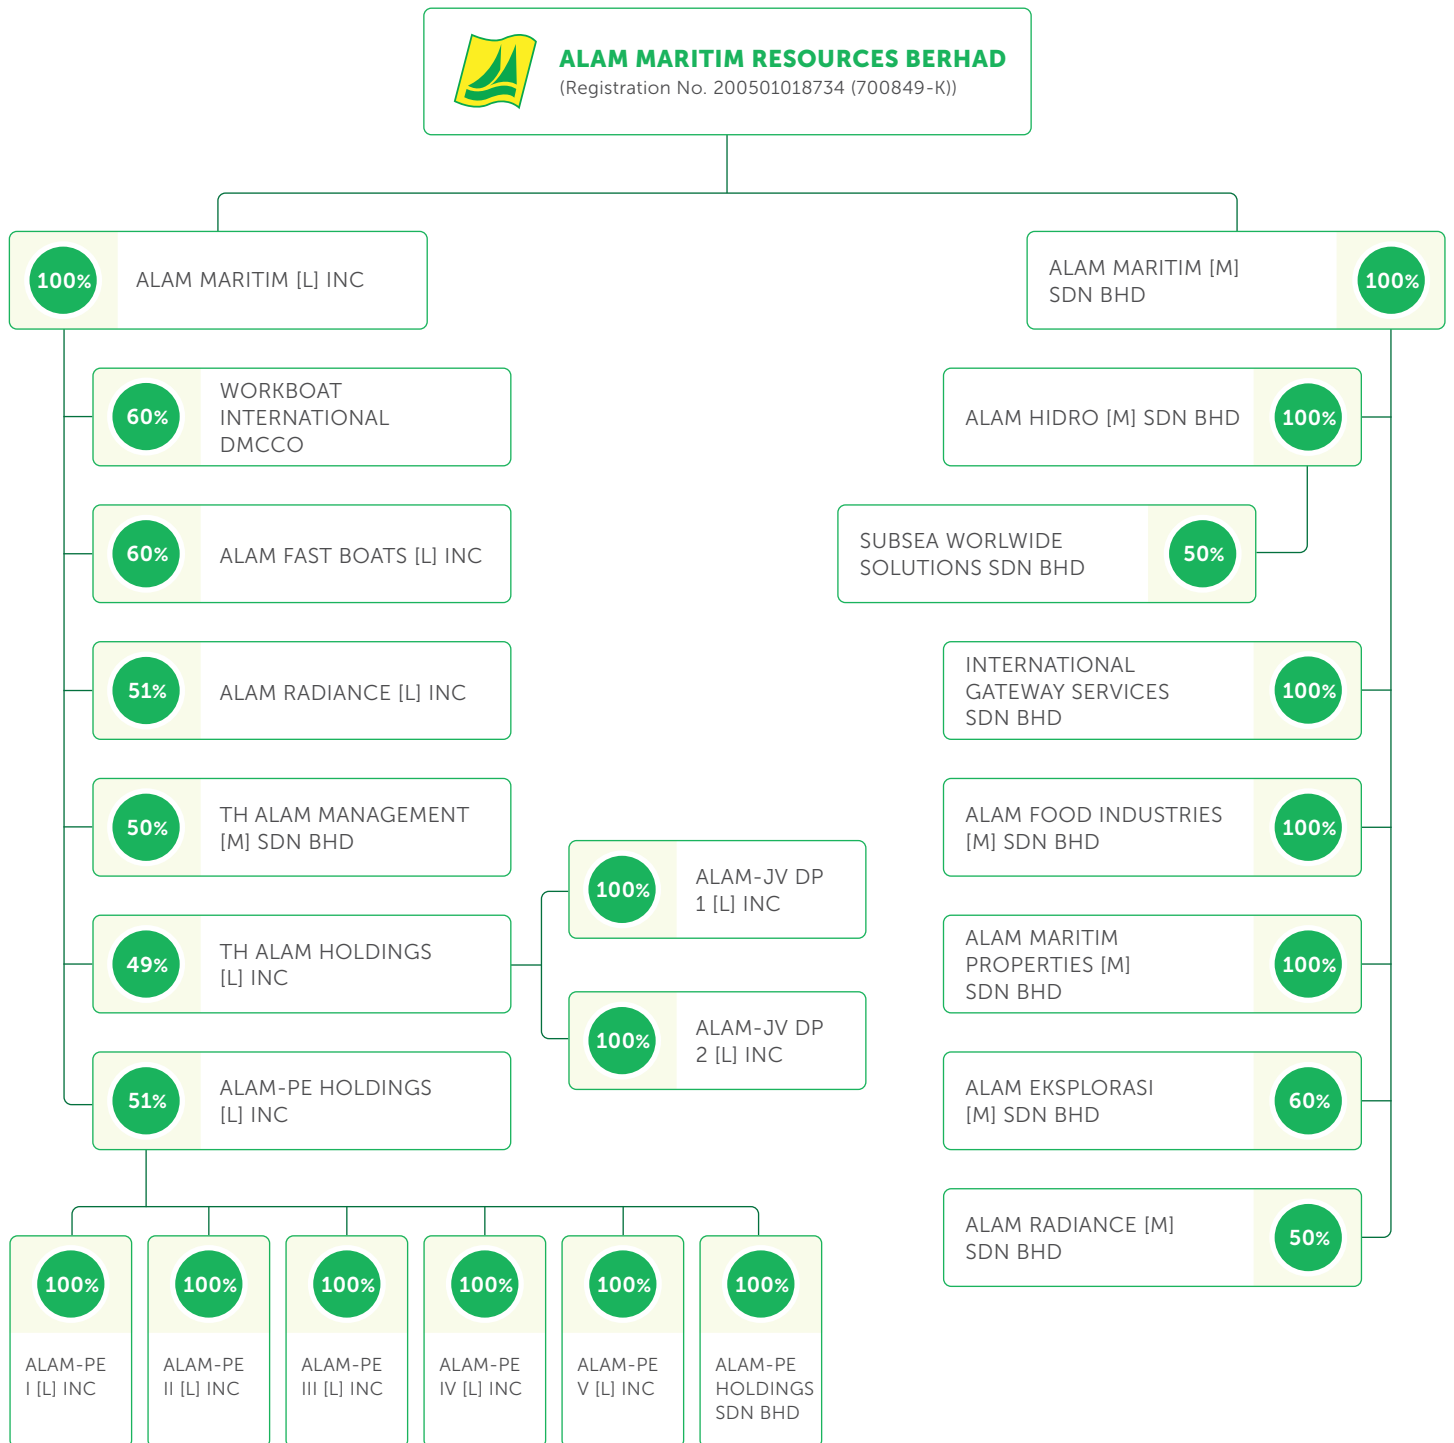 ALAM MARITIM RESOURCES BERHAD
(Registration No. 200501018734 (700849-K))
100%
ALAM MARITIM [L] INC
60%
WORKBOAT
INTERNATIONAL
DMCCO
60%
ALAM FAST BOATS [L] INC
51%
ALAM RADIANCE [L] INC
50%
TH ALAM MANAGEMENT
[M] SDN BHD
49%
TH ALAM HOLDINGS
[L] INC
100%
ALAM-JV DP
1 [L] INC
100%
ALAM-JV DP
2 [L] INC
51%
ALAM-PE HOLDINGS
[L] INC
100%
ALAM-PE
I [L] INC
100%
ALAM-PE
II [L] INC
100%
ALAM-PE
III [L] INC
100%
ALAM-PE
IV [L] INC
100%
ALAM-PE
V [L] INC
100%
ALAM-PE
HOLDINGS
SDN BHD
ALAM MARITIM [M]
SDN BHD
100%
ALAM HIDRO [M] SDN BHD
100%
SUBSEA WORLWIDE
SOLUTIONS SDN BHD
50%
INTERNATIONAL
GATEWAY SERVICES
SDN BHD
100%
ALAM FOOD INDUSTRIES
[M] SDN BHD
100%
ALAM MARITIM
PROPERTIES [M]
SDN BHD
100%
ALAM EKSPLORASI
[M] SDN BHD
60%
ALAM RADIANCE [M]
SDN BHD
50%